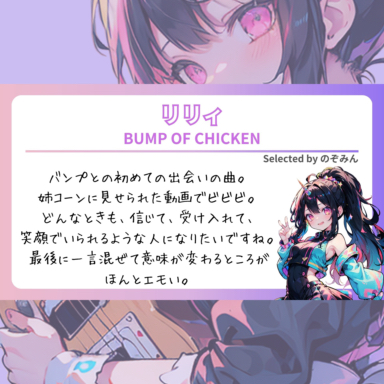 リリィ
BUMP OF CHICKEN
Selected by のぞみん
バンプとの初めての出会いの曲。
姉コーンに見せられた動画でビビビ。
どんなときも、信じて、受け入れて、
笑顔でいられるような人になりたいですね。
最後に一言混ぜて意味が変わるところが
ほんとエモい。